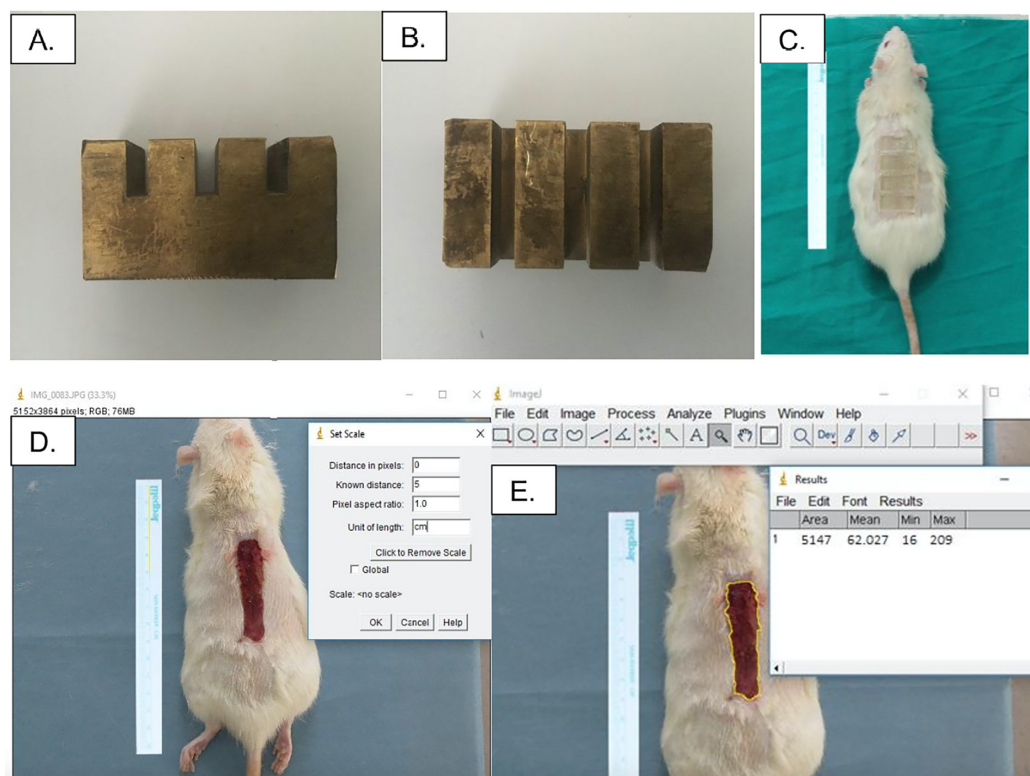 A.
B.
C.
D.
E.
IMG_0083.JPG (33.3%)
5152x3864 pixels; RGB; 76MB
Set Scale
Distance in pixels: 0
Known distance: 5
Pixel aspect ratio: 1.0
Unit of length: cm
Click to Remove Scale
Global
Scale: <no scale>
OK Cancel Help
ImageJ
File Edit Image Process Analyze Plugins Window Help
A Dev >>
Results
File Edit Font Results
Area Mean Min Max
1 5147 62.027 16 209